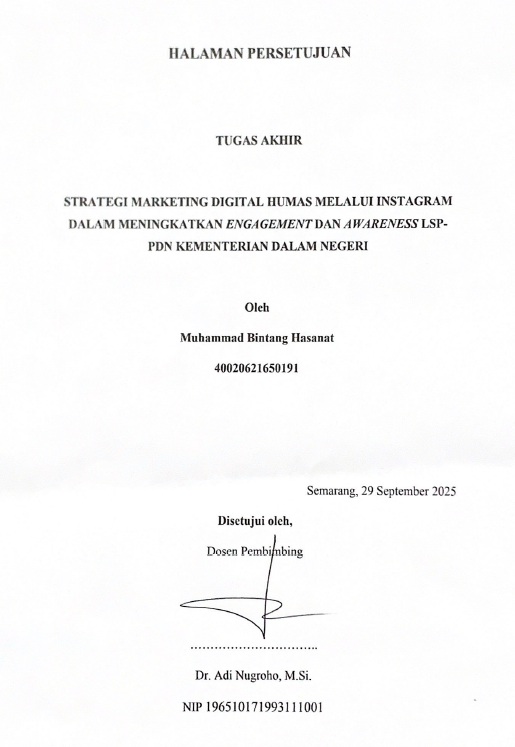 HALAMAN PERSETUJUAN
TUGAS AKHIR
STRATEGI MARKETING DIGITAL HUMAS MELALUI INSTAGRAM
DALAM MENINGKATKAN ENGAGEMENT DAN AWARENESS LSP-
PDN KEMENTERIAN DALAM NEGERI
Oleh
Muhammad Bintang Hasanat
40020621650191
Semarang, 29 September 2025
Disetujui oleh,
Dosen Pembimbing
....................................
Dr. Adi Nugroho, M.Si.
NIP 196510171993111001